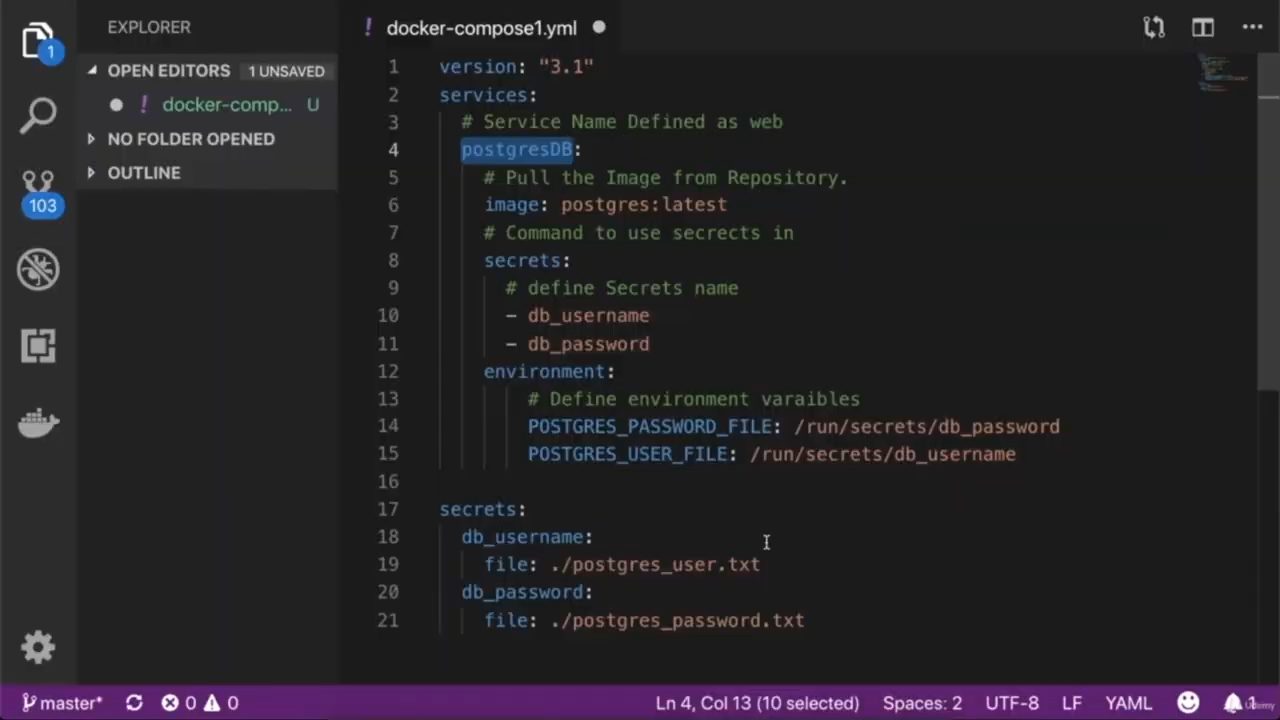 EXPLORER
docker-compose1.yml
1
OPEN EDITORS 1 UNSAVED
docker-comp... U
NO FOLDER OPENED
OUTLINE
103
1 version: "3.1"
2 services:
3 # Service Name Defined as web
4 postgresDB:
5 # Pull the Image from Repository.
6 image: postgres:latest
7 # Command to use secrects in
8 secrets:
9 # define Secrets name
10 - db_username
11 - db_password
12 environment:
13 # Define environment varaibles
14 POSTGRES_PASSWORD_FILE: /run/secrets/db_password
15 POSTGRES_USER_FILE: /run/secrets/db_username
16
17 secrets:
18 db_username:
19 file: ./postgres_user.txt
20 db_password:
21 file: ./postgres_password.txt
master* 0 0 Ln 4, Col 13 (10 selected) Spaces: 2 UTF-8 LF YAML 1 Udemy